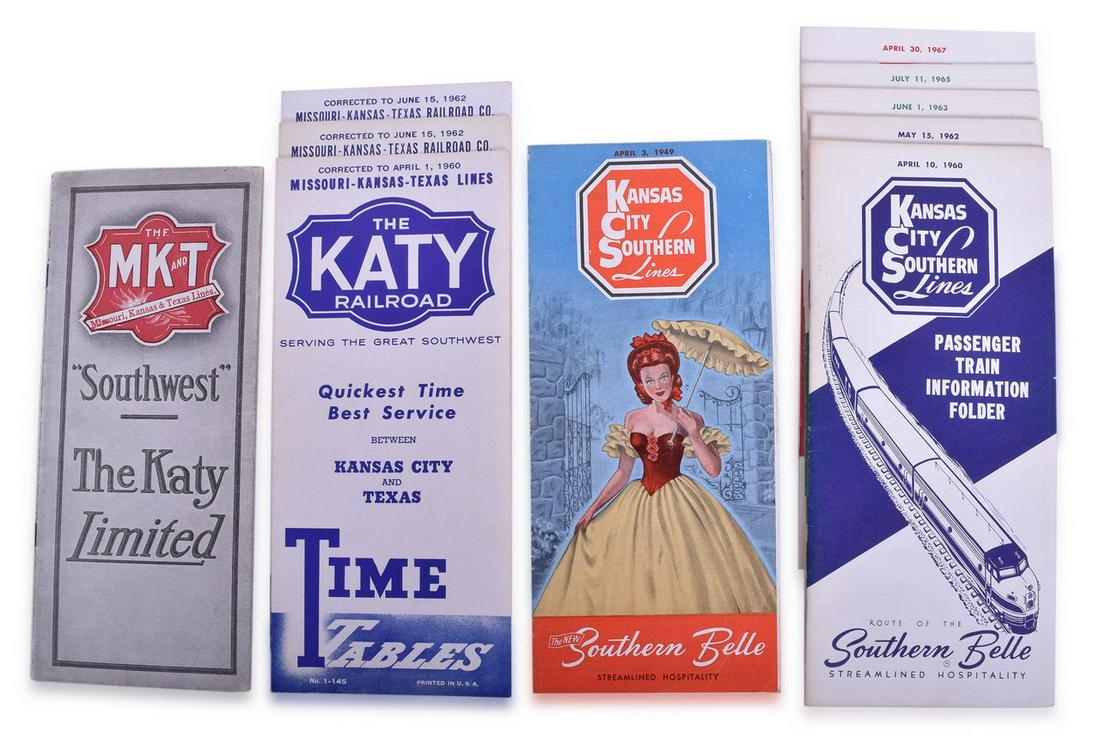 THE
MK AND T
Missouri, Kansas & Texas Lines.
"Southwest"
The Katy
Limited
CORRECTED TO JUNE 15, 1962
MISSOURI-KANSAS-TEXAS RAILROAD CO.
CORRECTED TO JUNE 15, 1962
MISSOURI-KANSAS-TEXAS RAILROAD CO.
CORRECTED TO APRIL 1, 1960
MISSOURI-KANSAS-TEXAS LINES
THE
KATY
RAILROAD
SERVING THE GREAT SOUTHWEST
Quickest Time
Best Service
BETWEEN
KANSAS CITY
AND
TEXAS
TIME
TABLES
No. 1-145
PRINTED IN U.S.A.
APRIL 3, 1949
KANSAS
CITY
SOUTHERN
Lines
The NEW
Southern Belle
STREAMLINED HOSPITALITY
APRIL 30, 1967
JULY 11, 1965
JUNE 1, 1963
MAY 15, 1962
APRIL 10, 1960
KANSAS
CITY
SOUTHERN
Lines
PASSENGER
TRAIN
INFORMATION
FOLDER
ROUTE OF THE
Southern Belle
®
STREAMLINED HOSPITALITY